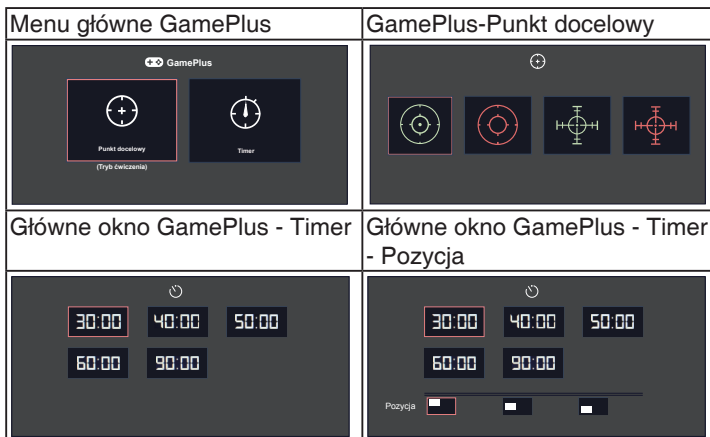 Menu główne GamePlus
GamePlus
Punkt docelowy
Timer
(Tryb ćwiczenia)
GamePlus-Punkt docelowy
Główne okno GamePlus - Timer
30:00 40:00 50:00
60:00 90:00
Główne okno GamePlus - Timer
- Pozycja
30:00 40:00 50:00
60:00 90:00
Pozycja